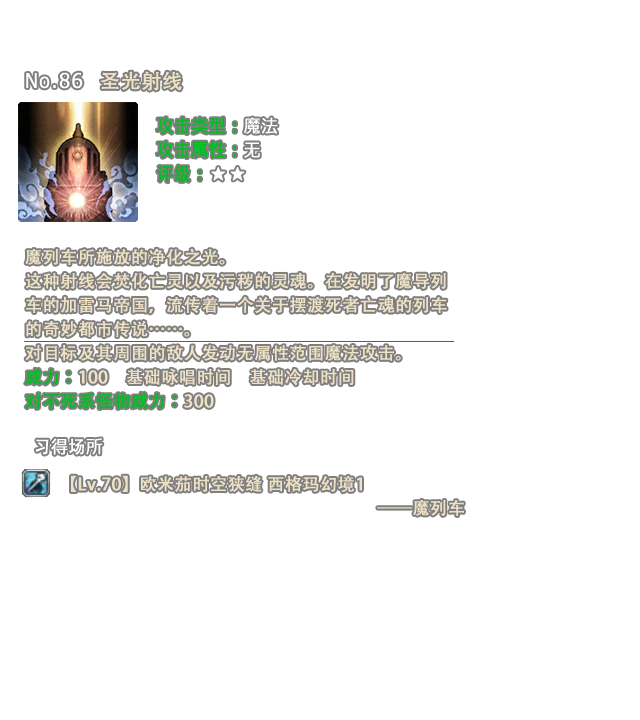 No.86 圣光射线
攻击类型：魔法
攻击属性：无
评级：★★
魔列车所施放的净化之光。
这种射线会焚化亡灵以及污秽的灵魂。在发明了魔导列
车的加雷马帝国，流传着一个关于摆渡死者亡魂的列车
的奇妙都市传说……。
对目标及其周围的敌人发动无属性范围魔法攻击。
威力：100 基础咏唱时间 基础冷却时间
对不死系怪物威力：300
习得场所
【Lv.70】欧米茄时空狭缝 西格玛幻境1
——魔列车